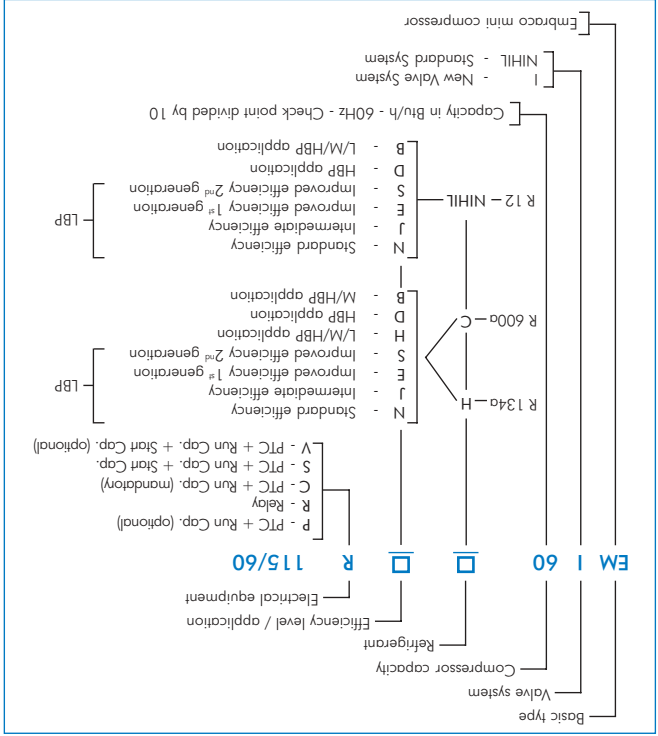 Basic type
Valve system
Compressor capacity
Refrigerant
Efficiency level / application
Electrical equipment
EM I 60 R 115/60
P - PTC + Run Cap. (optional)
R - Relay
C - PTC + Run Cap. (mandatory)
S - PTC + Run Cap. + Start Cap.
V - PTC + Run Cap. + Start Cap. (optional)
R 134a H
N - Standard efficiency
J - Intermediate efficiency
E - Improved efficiency 1st generation
S - Improved efficiency 2nd generation
LBP
H - L/M/HBP application
D - HBP application
B - M/HBP application
R 600a C
R 12 NIHIL
N - Standard efficiency
J - Intermediate efficiency
E - Improved efficiency 1st generation
S - Improved efficiency 2nd generation
LBP
D - HBP application
B - L/M/HBP application
Capacity in Btu/h - 60Hz - Check point divided by 10
I - New Valve System
NIHIL - Standard System
Embraco mini compressor